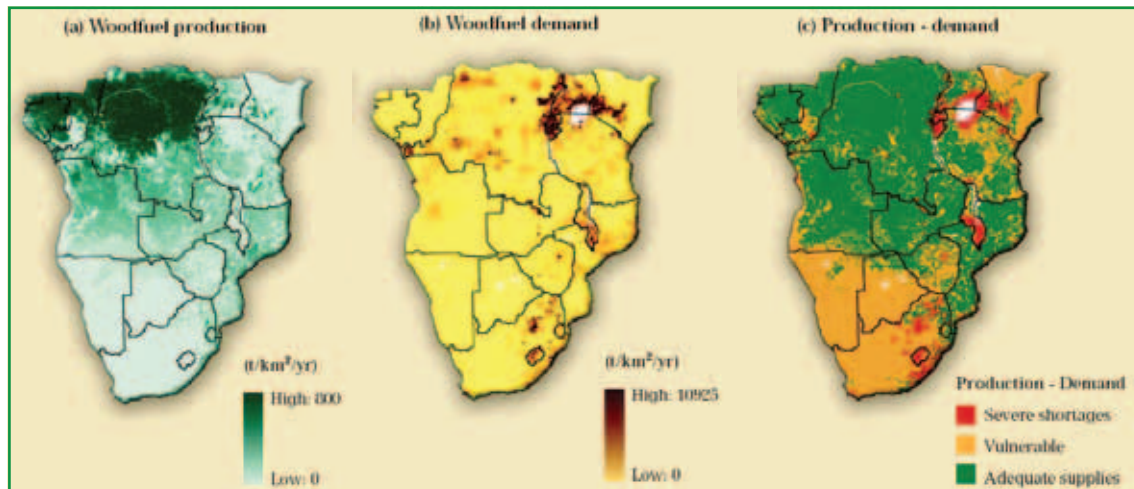 (a) Woodfuel production
(b) Woodfuel demand
(c) Production - demand
(t/km²/yr)
High: 800
Low: 0
(t/km²/yr)
High: 10925
Low: 0
Production - Demand
Severe shortages
Vulnerable
Adequate supplies